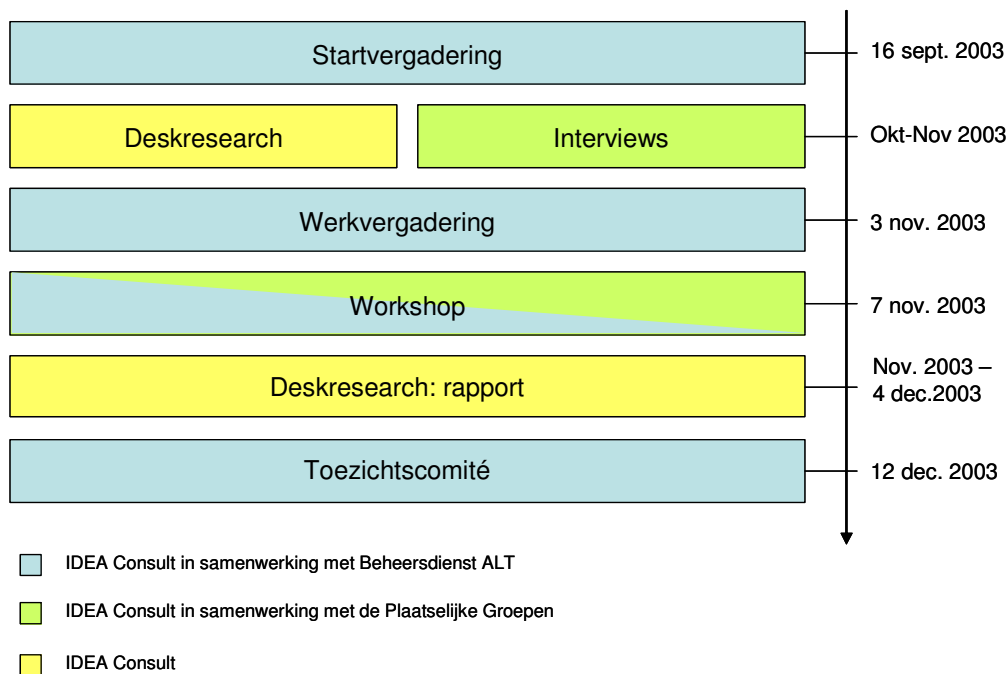 Startvergadering
16 sept. 2003
Deskresearch
Interviews
Okt-Nov 2003
Werkvergadering
3 nov. 2003
Workshop
7 nov. 2003
Deskresearch: rapport
Nov. 2003 –
4 dec.2003
Toezichtscomité
12 dec. 2003
IDEA Consult in samenwerking met Beheersdienst ALT
IDEA Consult in samenwerking met de Plaatselijke Groepen
IDEA Consult